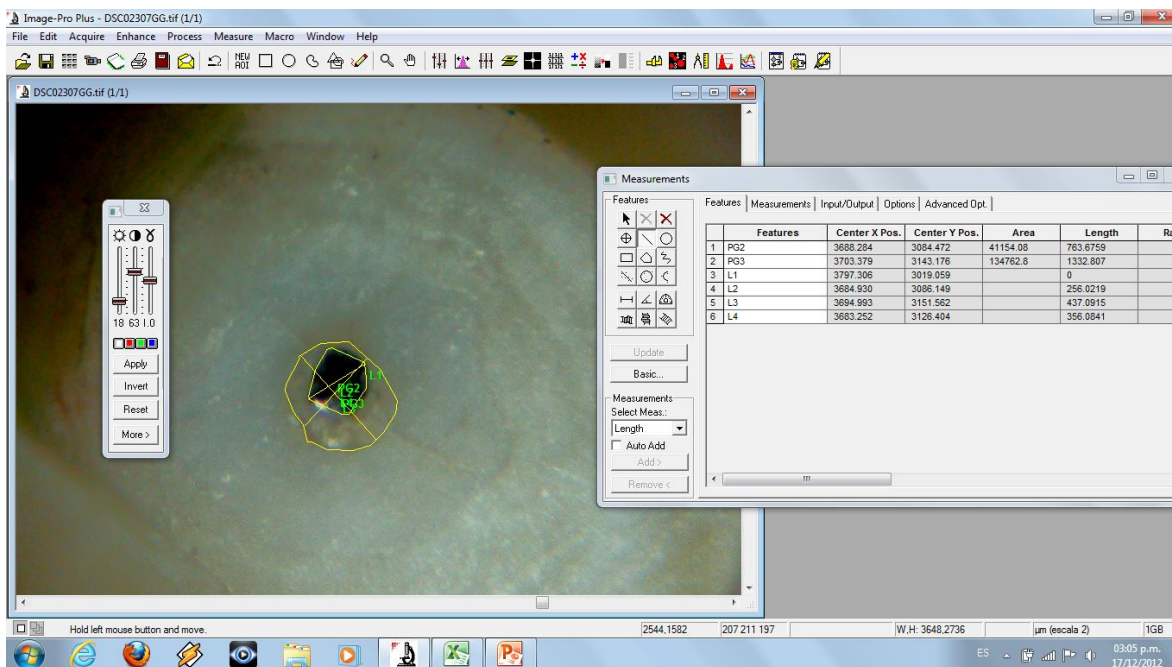 Image-Pro Plus - DSC02307GG.tif (1/1)
File Edit Acquire Enhance Process Measure Macro Window Help
NEW AOI
DSC02307GG.tif (1/1)
18 63 1.0
Apply
Invert
Reset
More >
L1
PG2
L2
PG3
Measurements
Features
Update
Basic...
Measurements
Select Meas.:
Length
Auto Add
Add >
Remove <
Features Measurements Input/Output Options Advanced Opt.
Features Center X Pos. Center Y Pos. Area Length Ra
1 PG2 3688.284 3084.472 41154.08 763.6759
2 PG3 3703.379 3143.176 134762.8 1332.807
3 L1 3797.306 3019.059 0
4 L2 3684.930 3086.149 256.0219
5 L3 3694.993 3151.562 437.0915
6 L4 3683.252 3126.404 356.0841
Hold left mouse button and move.
2544,1582
207 211 197
W,H: 3648,2736
µm (escala 2)
1GB
ES
03:05 p.m.
17/12/2012